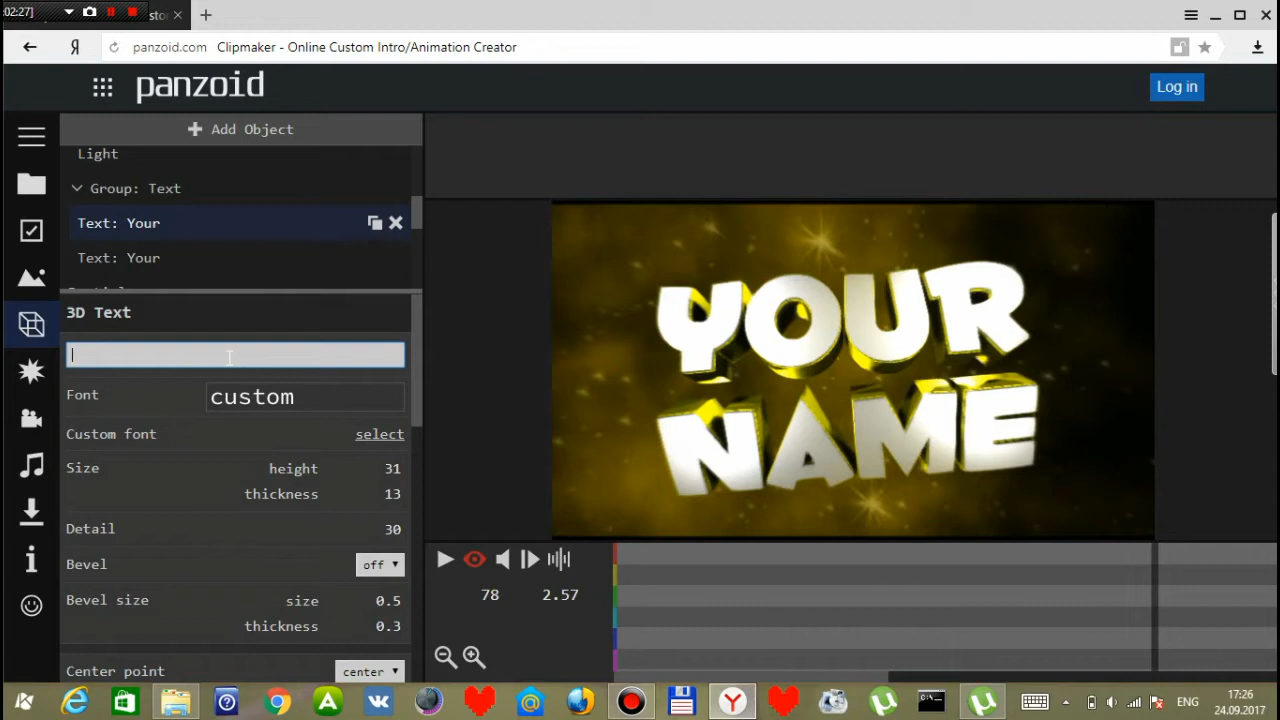 02:27]
sto
panzoid.com Clipmaker - Online Custom Intro/Animation Creator
panzoid
Log in
Add Object
Light
Group: Text
Text: Your
Text: Your
3D Text
Font custom
Custom font select
Size height 31
thickness 13
Detail 30
Bevel off
Bevel size size 0.5
thickness 0.3
Center point center
YOUR
NAME
78 2.57
ENG
17:26
24.09.2017